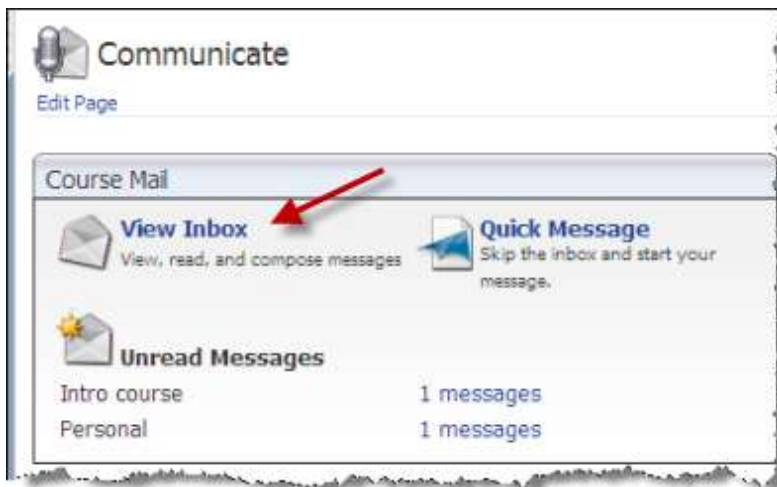 Communicate
Edit Page
Course Mail
View Inbox
View, read, and compose messages
Quick Message
Skip the inbox and start your
message.
Unread Messages
Intro course 1 messages
Personal 1 messages